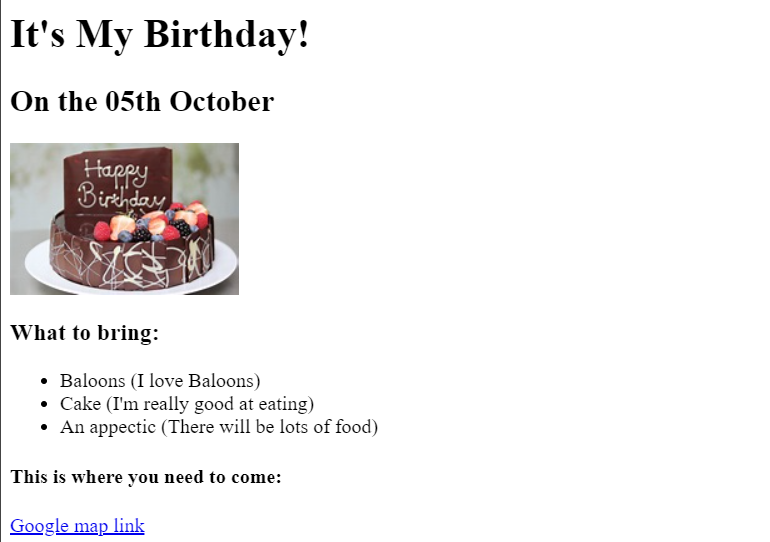 It's My Birthday!
On the 05th October
Happy
Birthday
What to bring:
Baloons (I love Baloons)
Cake (I'm really good at eating)
An appectic (There will be lots of food)
This is where you need to come:
Google map link